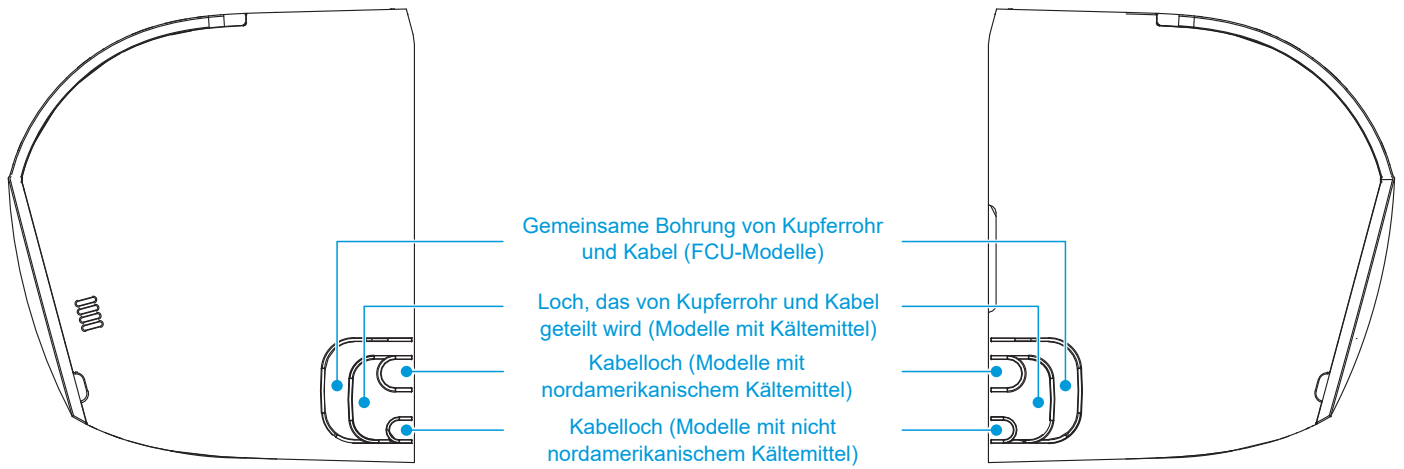 Gemeinsame Bohrung von Kupferrohr
und Kabel (FCU-Modelle)
Loch, das von Kupferrohr und Kabel
geteilt wird (Modelle mit Kältemittel)
Kabelloch (Modelle mit
nordamerikanischem Kältemittel)
Kabelloch (Modelle mit nicht
nordamerikanischem Kältemittel)